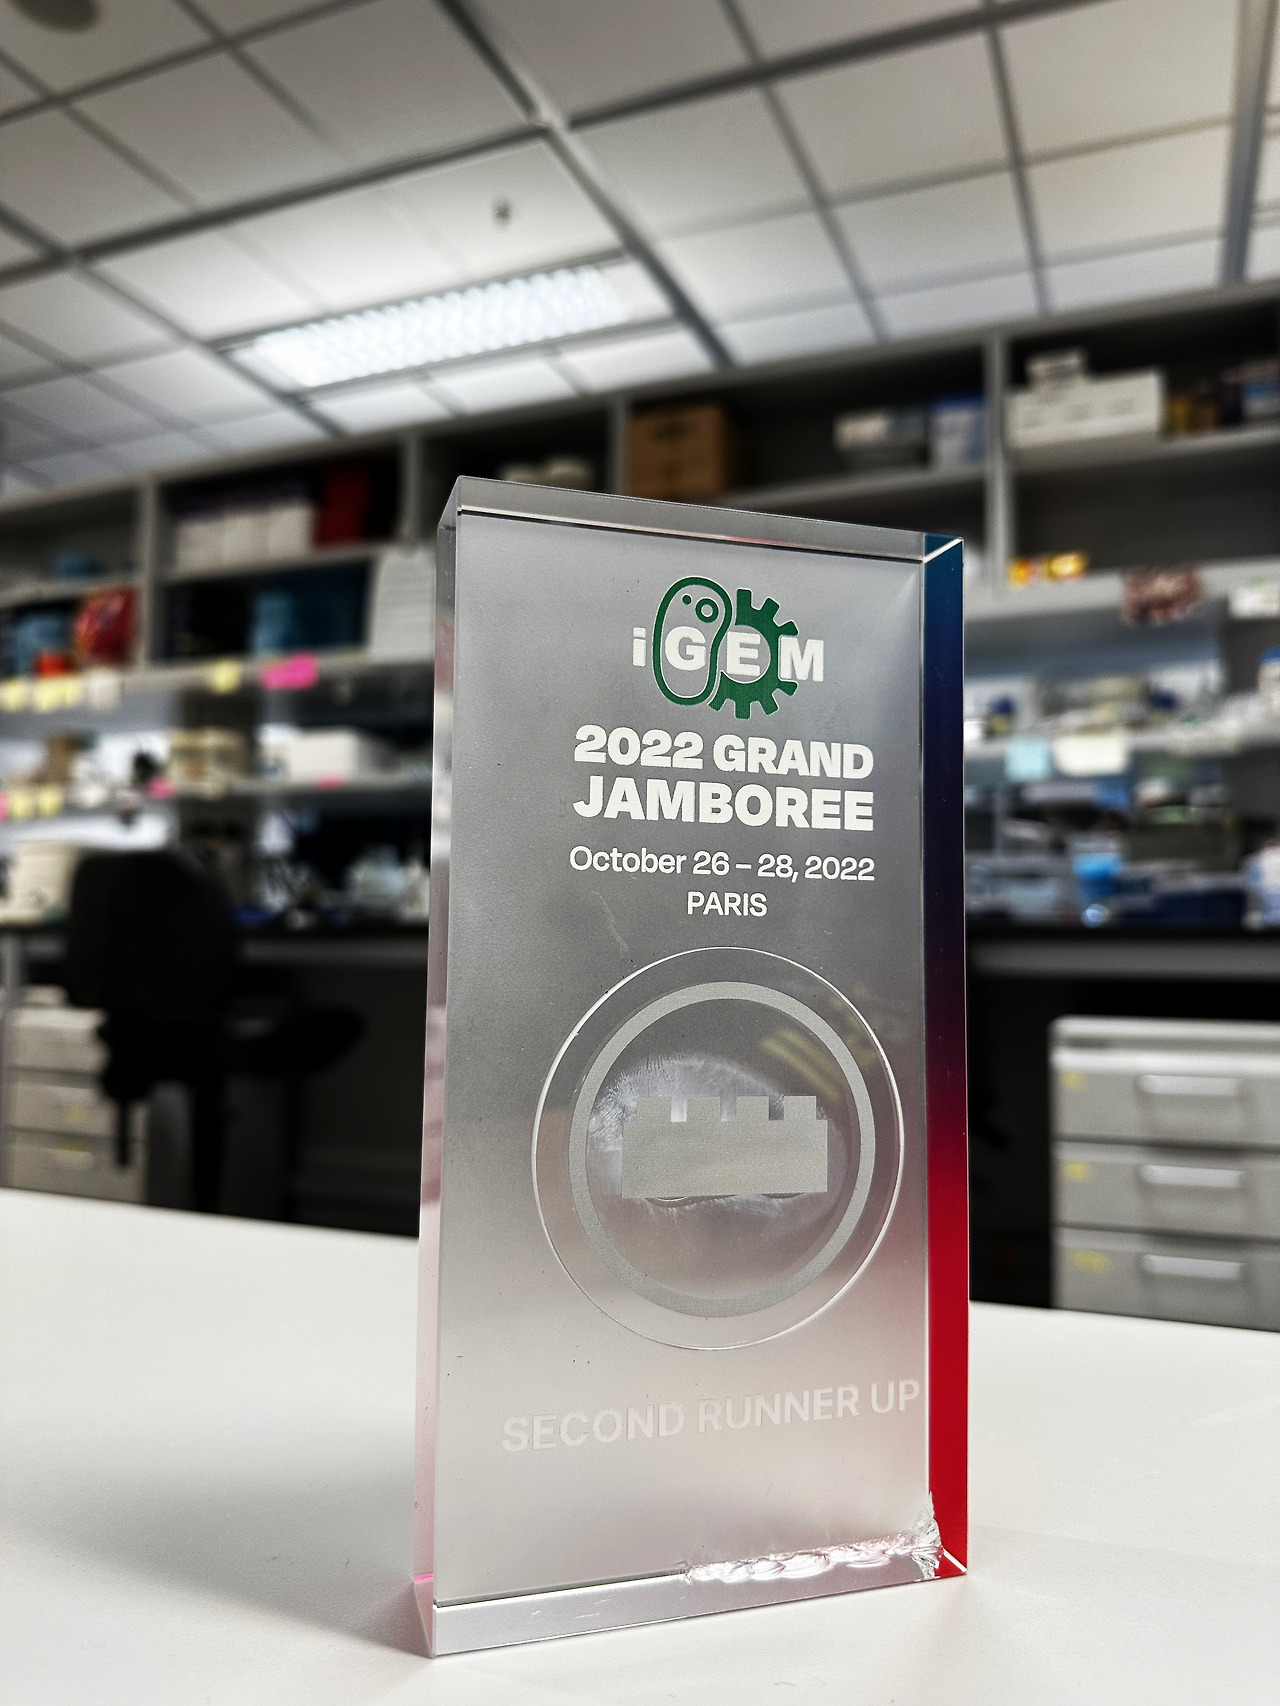 iGEM
2022 GRAND
JAMBOREE
October 26 – 28, 2022
PARIS
SECOND RUNNER UP